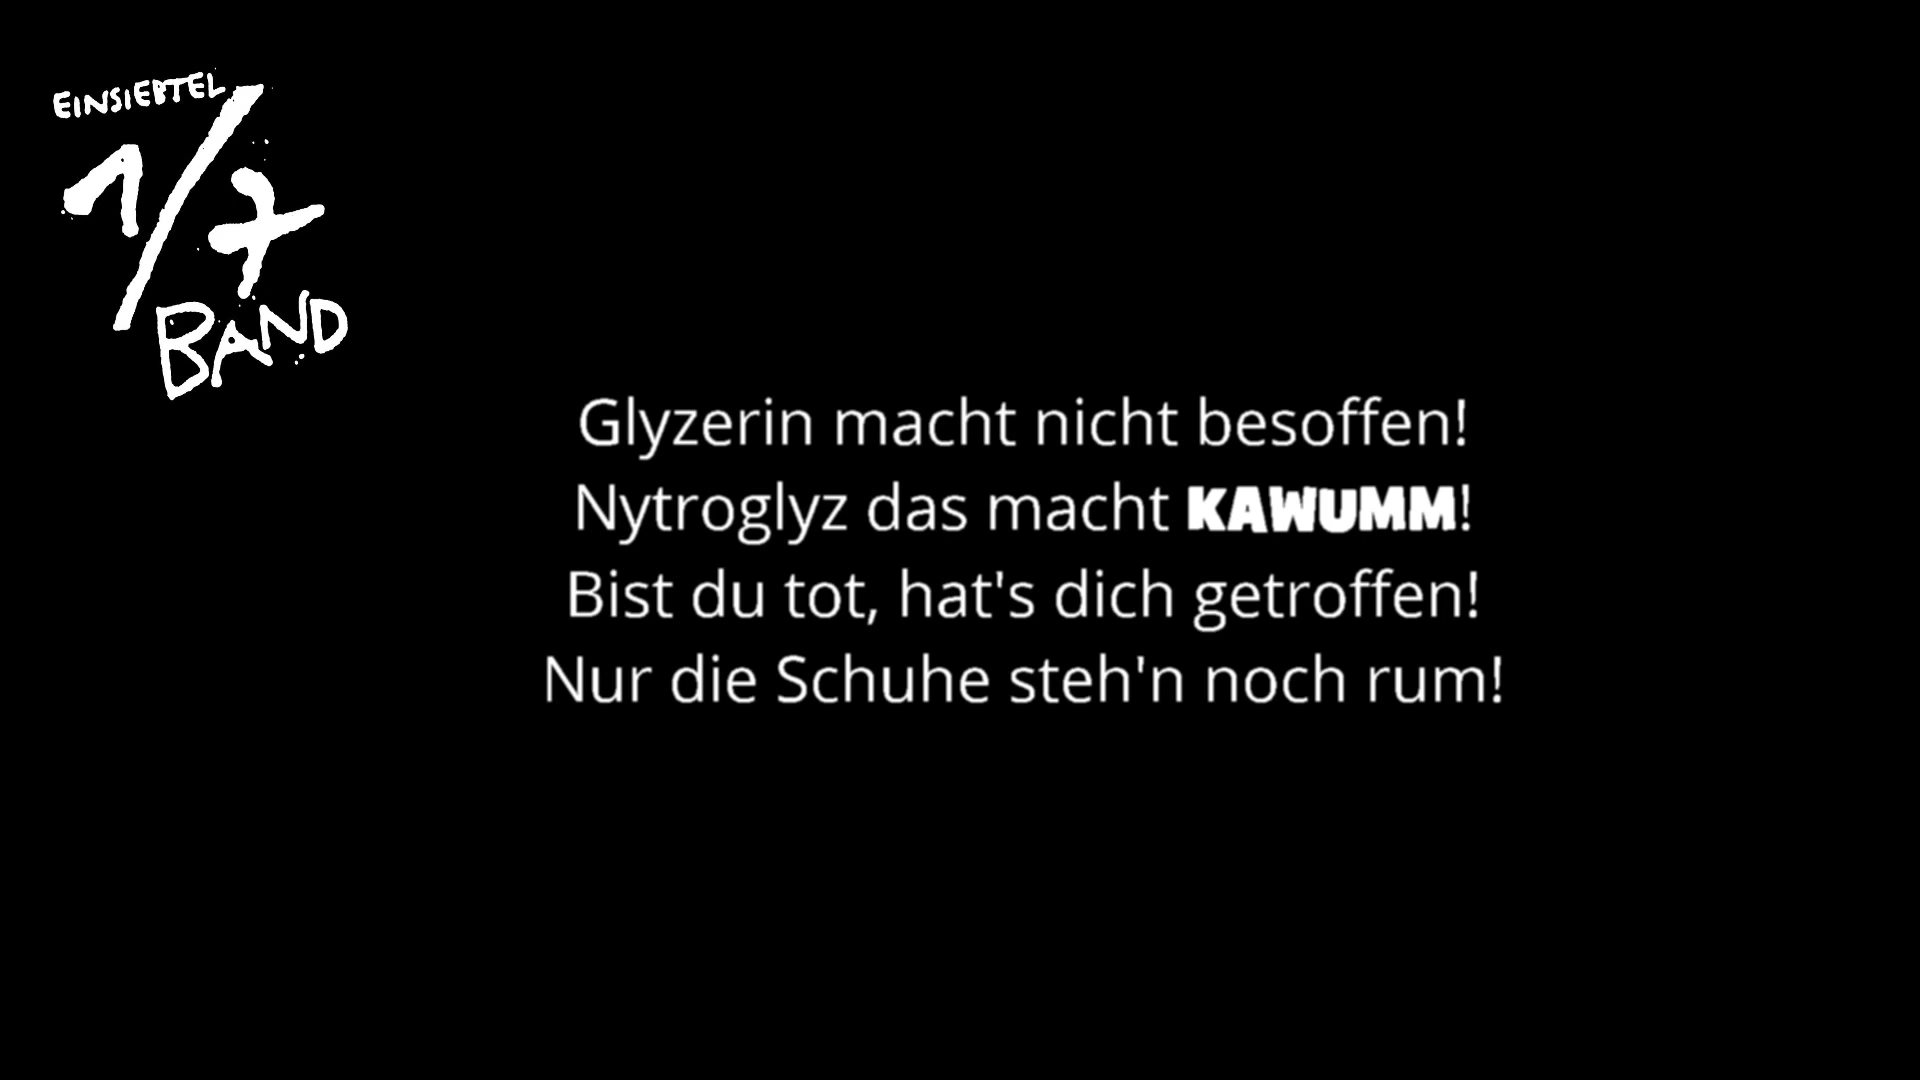 EINSIEBTEL
1/7
BAND
Glyzerin macht nicht besoffen!
Nytroglyz das macht KAWUMM!
Bist du tot, hat's dich getroffen!
Nur die Schuhe steh'n noch rum!